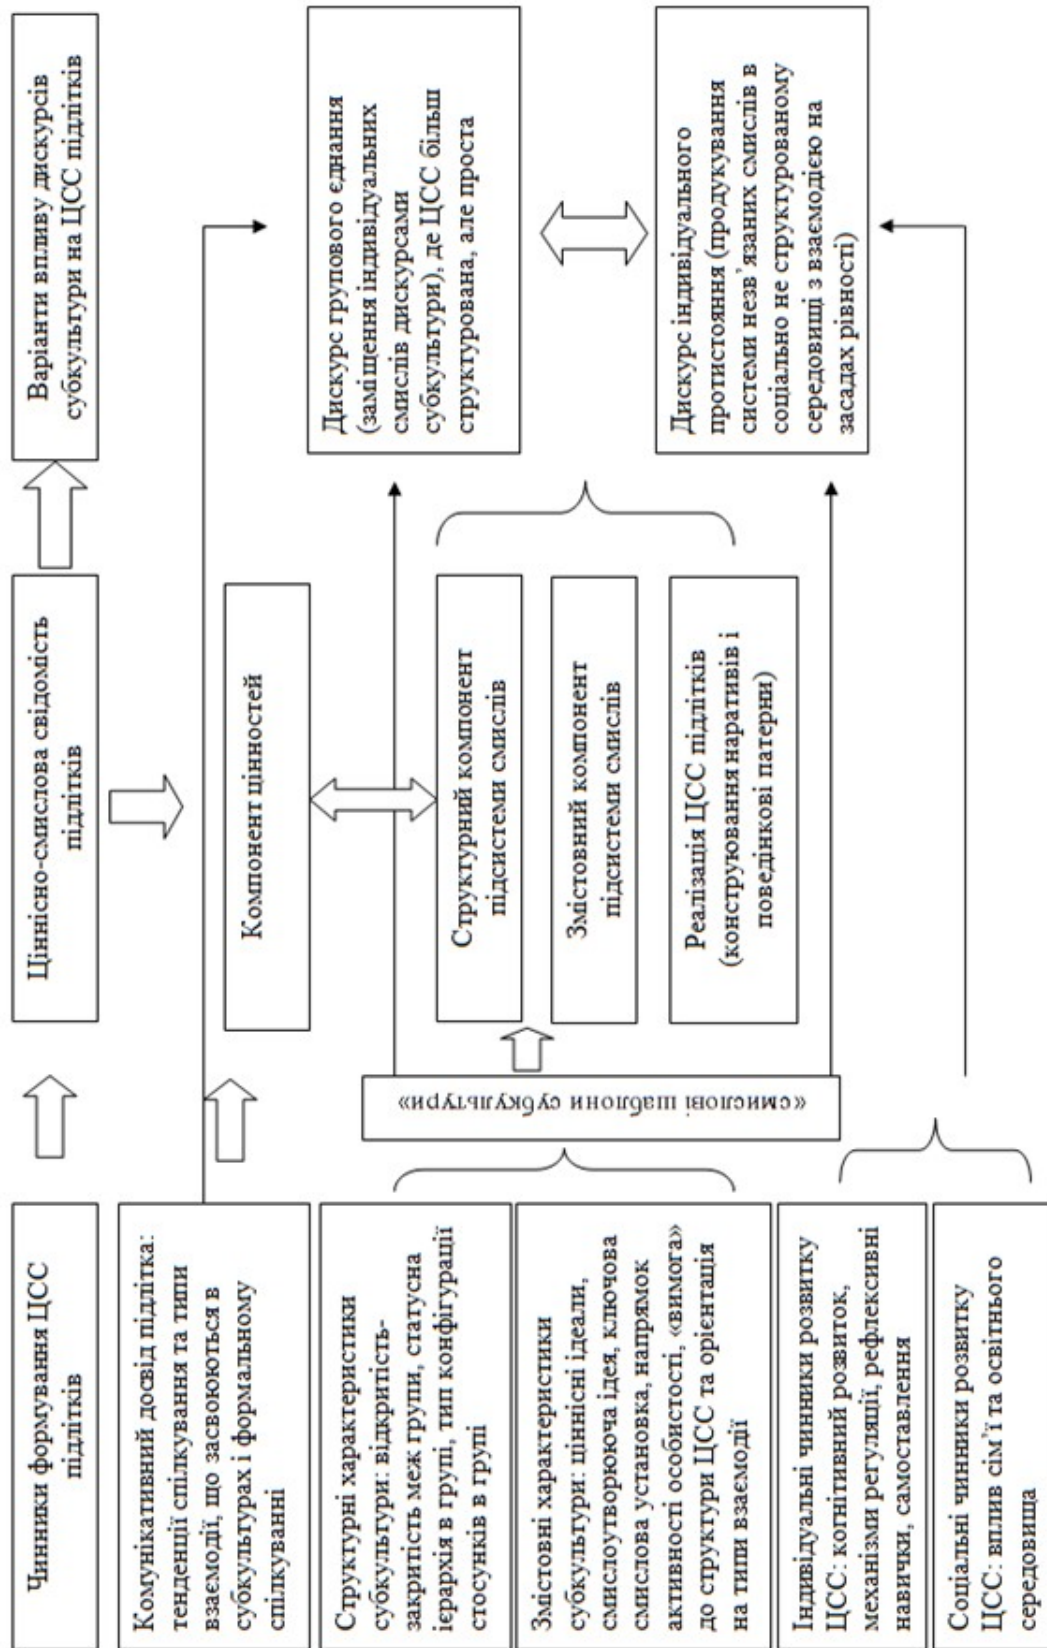 Чинники формування ЦСС
підлітків
Ціннісно-смислова свідомість
підлітків
Варіанти впливу дискурсів
субкультури на ЦСС підлітків
Комунікативний досвід підлітка:
тенденції спілкування та типи
взаємодії, що засвоюються в
субкультурах і формальному
спілкуванні
Структурні характеристики
субкультури: відкритість-
закритість меж групи, статусна
ієрархія в групі, тип конфігурації
стосунків в групі
Змістовні характеристики
субкультури: ціннісні ідеали,
смислоутворююча ідея, ключова
смислова установка, напрямок
активності особистості, «вимога»
до структури ЦСС та орієнтація
на типи взаємодії
Індивідуальні чинники розвитку
ЦСС: когнітивний розвиток,
механізми регуляції, рефлексивні
навички, самоставлення
Соціальні чинники розвитку
ЦСС: вплив сім'ї та освітнього
середовища
«смислові шаблони субкультури»
Компонент цінностей
Структурний компонент
підсистеми смислів
Змістовний компонент
підсистеми смислів
Реалізація ЦСС підлітків
(конструювання наративів і
поведінкові патерни)
Дискурс групового єднання
(заміщення індивідуальних
смислів дискурсами
субкультури), де ЦСС більш
структурована, але проста
Дискурс індивідуального
протистояння (продукування
системи незв'язаних смислів в
соціально не структурованому
середовищі з взаємодією на
засадах рівності)